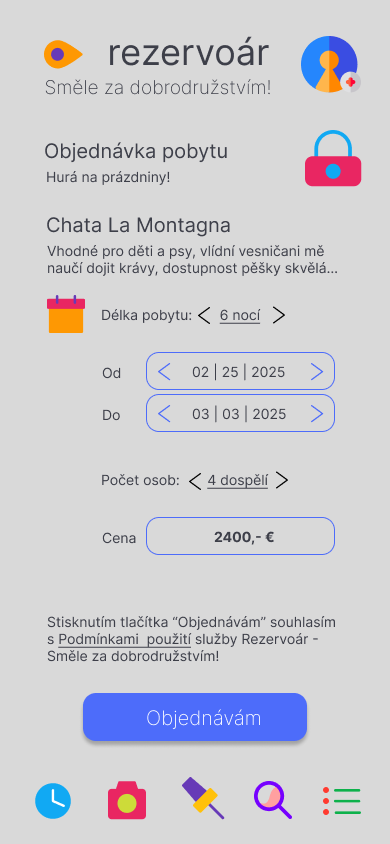 rezervoár
Směle za dobrodružstvím!
Objednávka pobytu
Hurá na prázdniny!
Chata La Montagna
Vhodné pro děti a psy, vlídní vesničani mě
naučí dojit krávy, dostupnost pěšky skvělá...
Délka pobytu: < 6 nocí >
Od < 02 | 25 | 2025 >
Do < 03 | 03 | 2025 >
Počet osob: < 4 dospělí >
Cena 2400,- €
Stisknutím tlačítka “Objednávám” souhlasím
s Podmínkami použití služby Rezervoár -
Směle za dobrodružstvím!
Objednávám